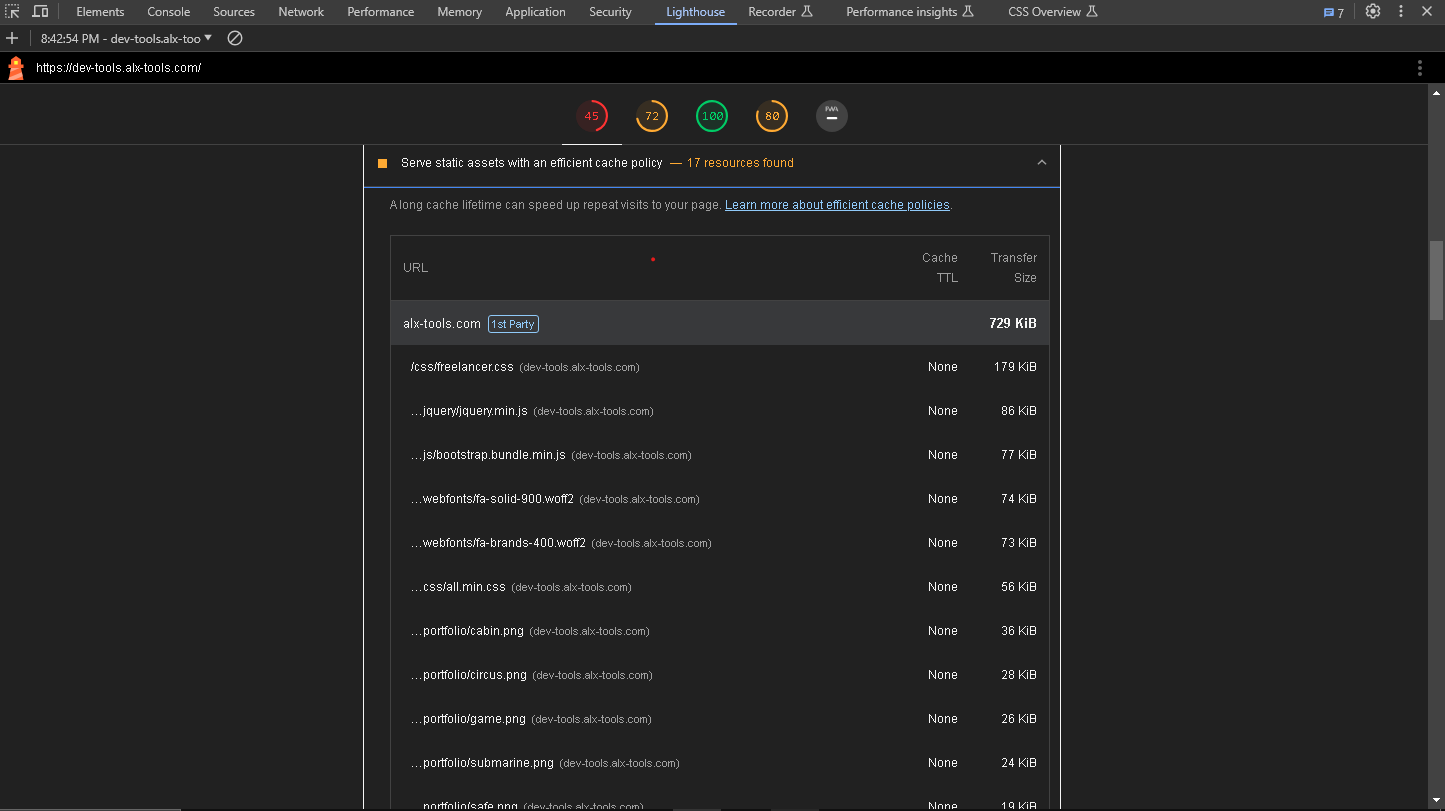 Elements Console Sources Network Performance Memory Application Security Lighthouse Recorder Performance insights CSS Overview 7
8:42:54 PM - dev-tools.alx-too
https://dev-tools.alx-tools.com/
45 72 100 80 PWA
Serve static assets with an efficient cache policy — 17 resources found
A long cache lifetime can speed up repeat visits to your page. Learn more about efficient cache policies.
URL Cache TTL Transfer Size
alx-tools.com 1st Party 729 KiB
/css/freelancer.css (dev-tools.alx-tools.com) None 179 KiB
…jquery/jquery.min.js (dev-tools.alx-tools.com) None 86 KiB
…js/bootstrap.bundle.min.js (dev-tools.alx-tools.com) None 77 KiB
…webfonts/fa-solid-900.woff2 (dev-tools.alx-tools.com) None 74 KiB
…webfonts/fa-brands-400.woff2 (dev-tools.alx-tools.com) None 73 KiB
…css/all.min.css (dev-tools.alx-tools.com) None 56 KiB
…portfolio/cabin.png (dev-tools.alx-tools.com) None 36 KiB
…portfolio/circus.png (dev-tools.alx-tools.com) None 28 KiB
…portfolio/game.png (dev-tools.alx-tools.com) None 26 KiB
…portfolio/submarine.png (dev-tools.alx-tools.com) None 24 KiB
…portfolio/safe.png (dev-tools.alx-tools.com) None 19 KiB